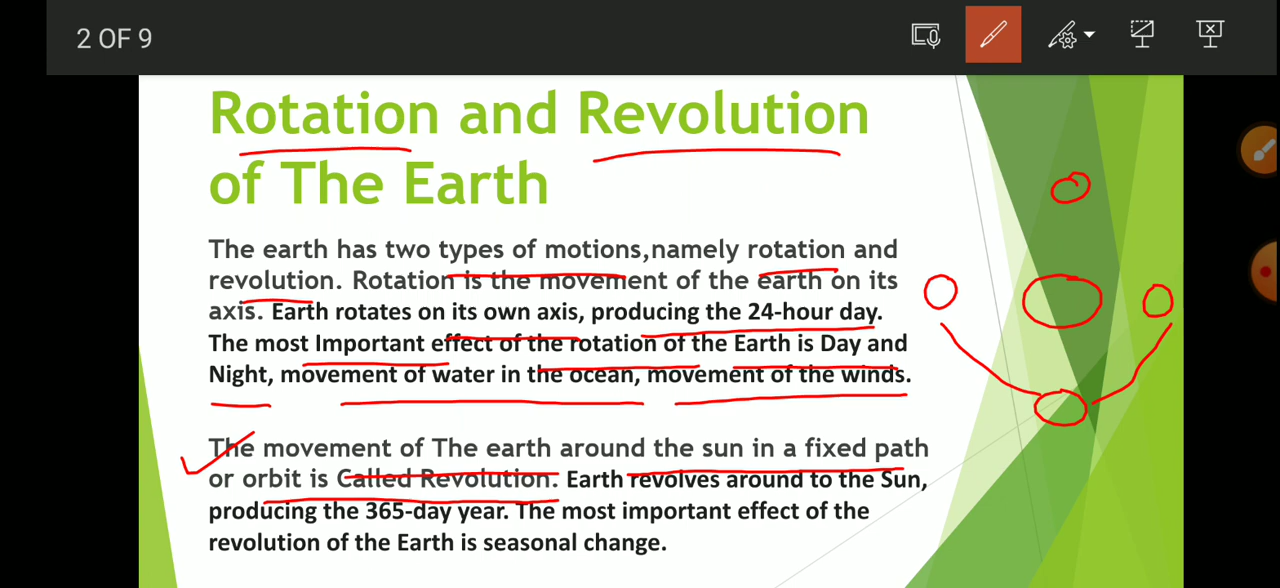 2 OF 9
Rotation and Revolution
of The Earth
The earth has two types of motions,namely rotation and
revolution. Rotation is the movement of the earth on its
axis. Earth rotates on its own axis, producing the 24-hour day.
The most Important effect of the rotation of the Earth is Day and
Night, movement of water in the ocean, movement of the winds.
The movement of The earth around the sun in a fixed path
or orbit is Called Revolution. Earth revolves around to the Sun,
producing the 365-day year. The most important effect of the
revolution of the Earth is seasonal change.